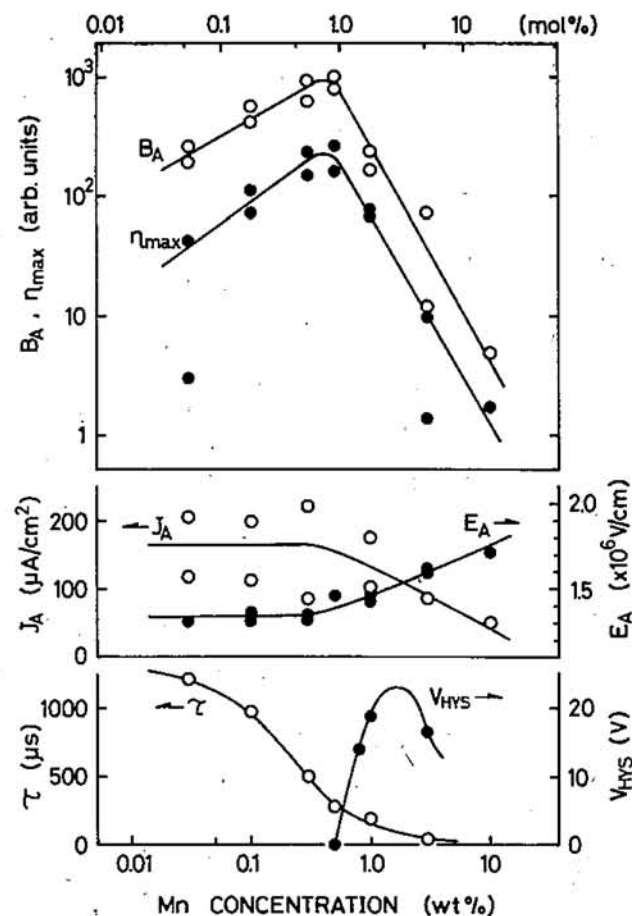 0.01 0.1 1.0 10 (mol%)
10³
10²
10
1
B_A , η_max (arb. units)
B_A
η_max
200
100
0
J_A (μA/cm²)
J_A
E_A
2.0
1.5
E_A (x10⁶V/cm)
1000
500
0
τ (μs)
τ
V_HYS
20
10
0
V_HYS (V)
0.01 0.1 1.0 10
Mn CONCENTRATION (wt%)